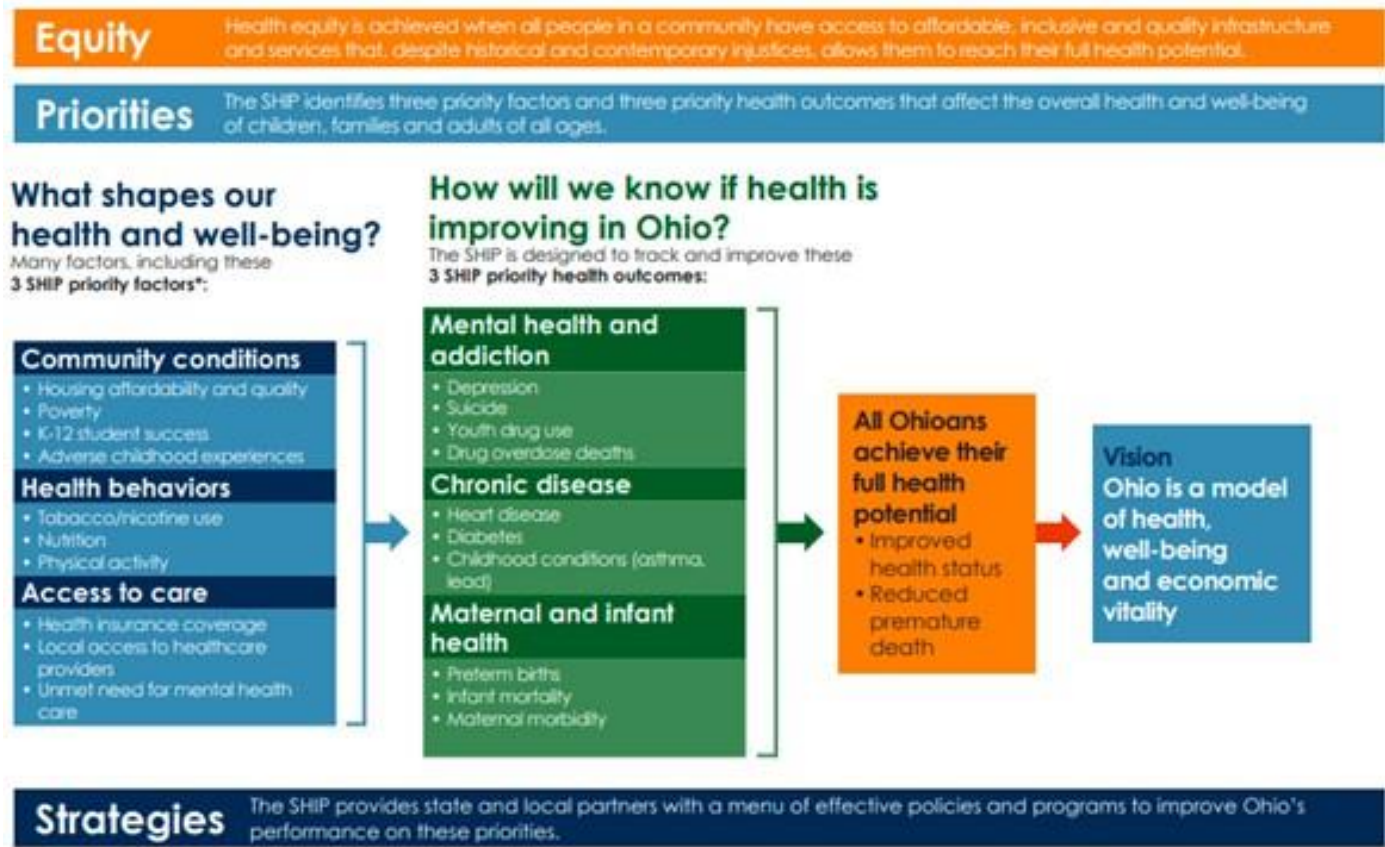 Equity
Health equity is achieved when all people in a community have access to affordable, inclusive and quality infrastructure
and services that, despite historical and contemporary injustices, allows them to reach their full health potential.
Priorities
The SHIP identifies three priority factors and three priority health outcomes that affect the overall health and well-being
of children, families and adults of all ages.
What shapes our
health and well-being?
Many factors, including these
3 SHIP priority factors*:
Community conditions
• Housing affordability and quality
• Poverty
• K-12 student success
• Adverse childhood experiences
Health behaviors
• Tobacco/nicotine use
• Nutrition
• Physical activity
Access to care
• Health insurance coverage
• Local access to healthcare
providers
• Unmet need for mental health
care
How will we know if health is
improving in Ohio?
The SHIP is designed to track and improve these
3 SHIP priority health outcomes:
Mental health and
addiction
• Depression
• Suicide
• Youth drug use
• Drug overdose deaths
Chronic disease
• Heart disease
• Diabetes
• Childhood conditions (asthma,
lead)
Maternal and infant
health
• Preterm births
• Infant mortality
• Maternal morbidity
All Ohioans
achieve their
full health
potential
• Improved
health status
• Reduced
premature
death
Vision
Ohio is a model
of health,
well-being
and economic
vitality
Strategies
The SHIP provides state and local partners with a menu of effective policies and programs to improve Ohio's
performance on these priorities.